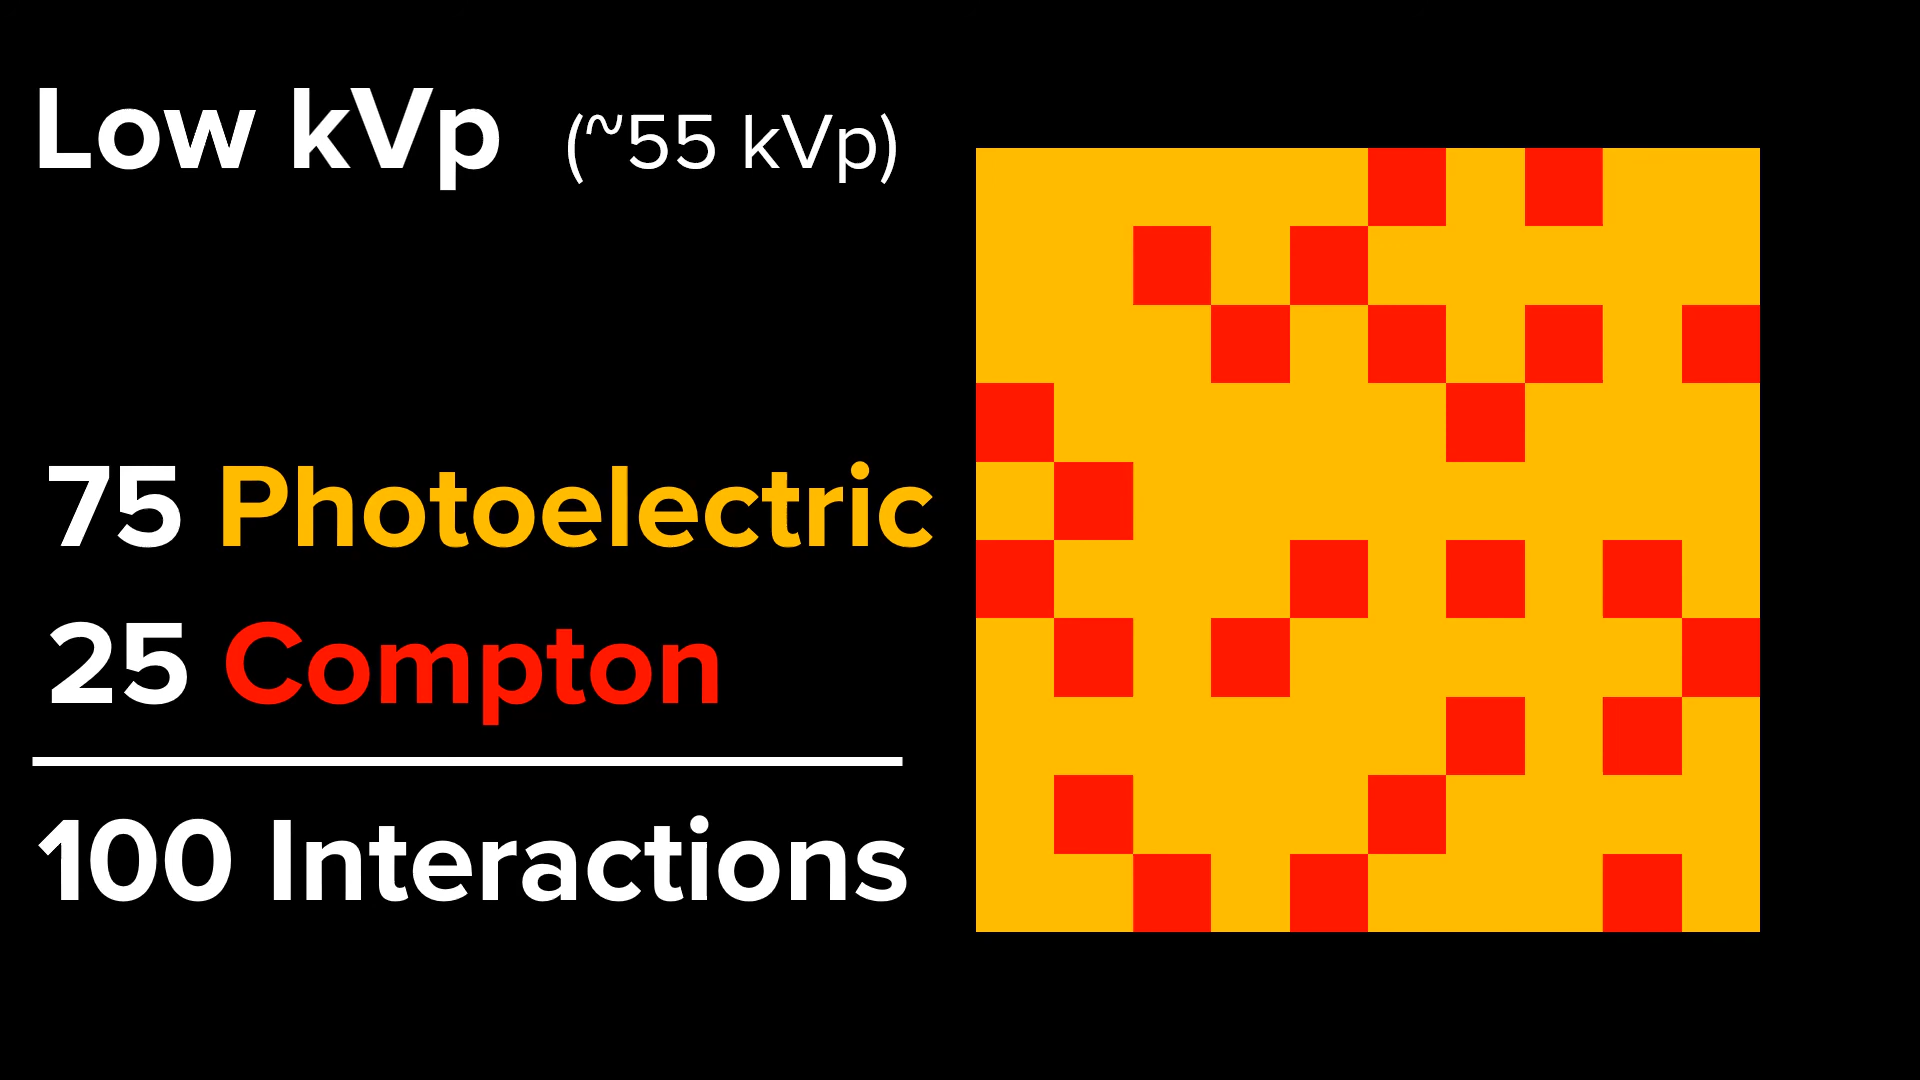 Low kVp (~55 kVp)
75 Photoelectric
25 Compton
100 Interactions